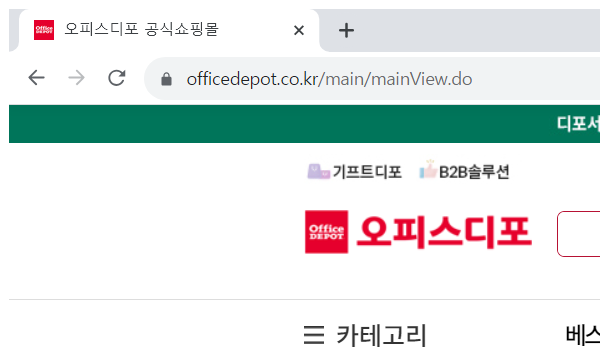 오피스디포 공식쇼핑몰
officedepot.co.kr/main/mainView.do
디포서
기프트디포 B2B솔루션
Office DEPOT 오피스디포
카테고리 베스